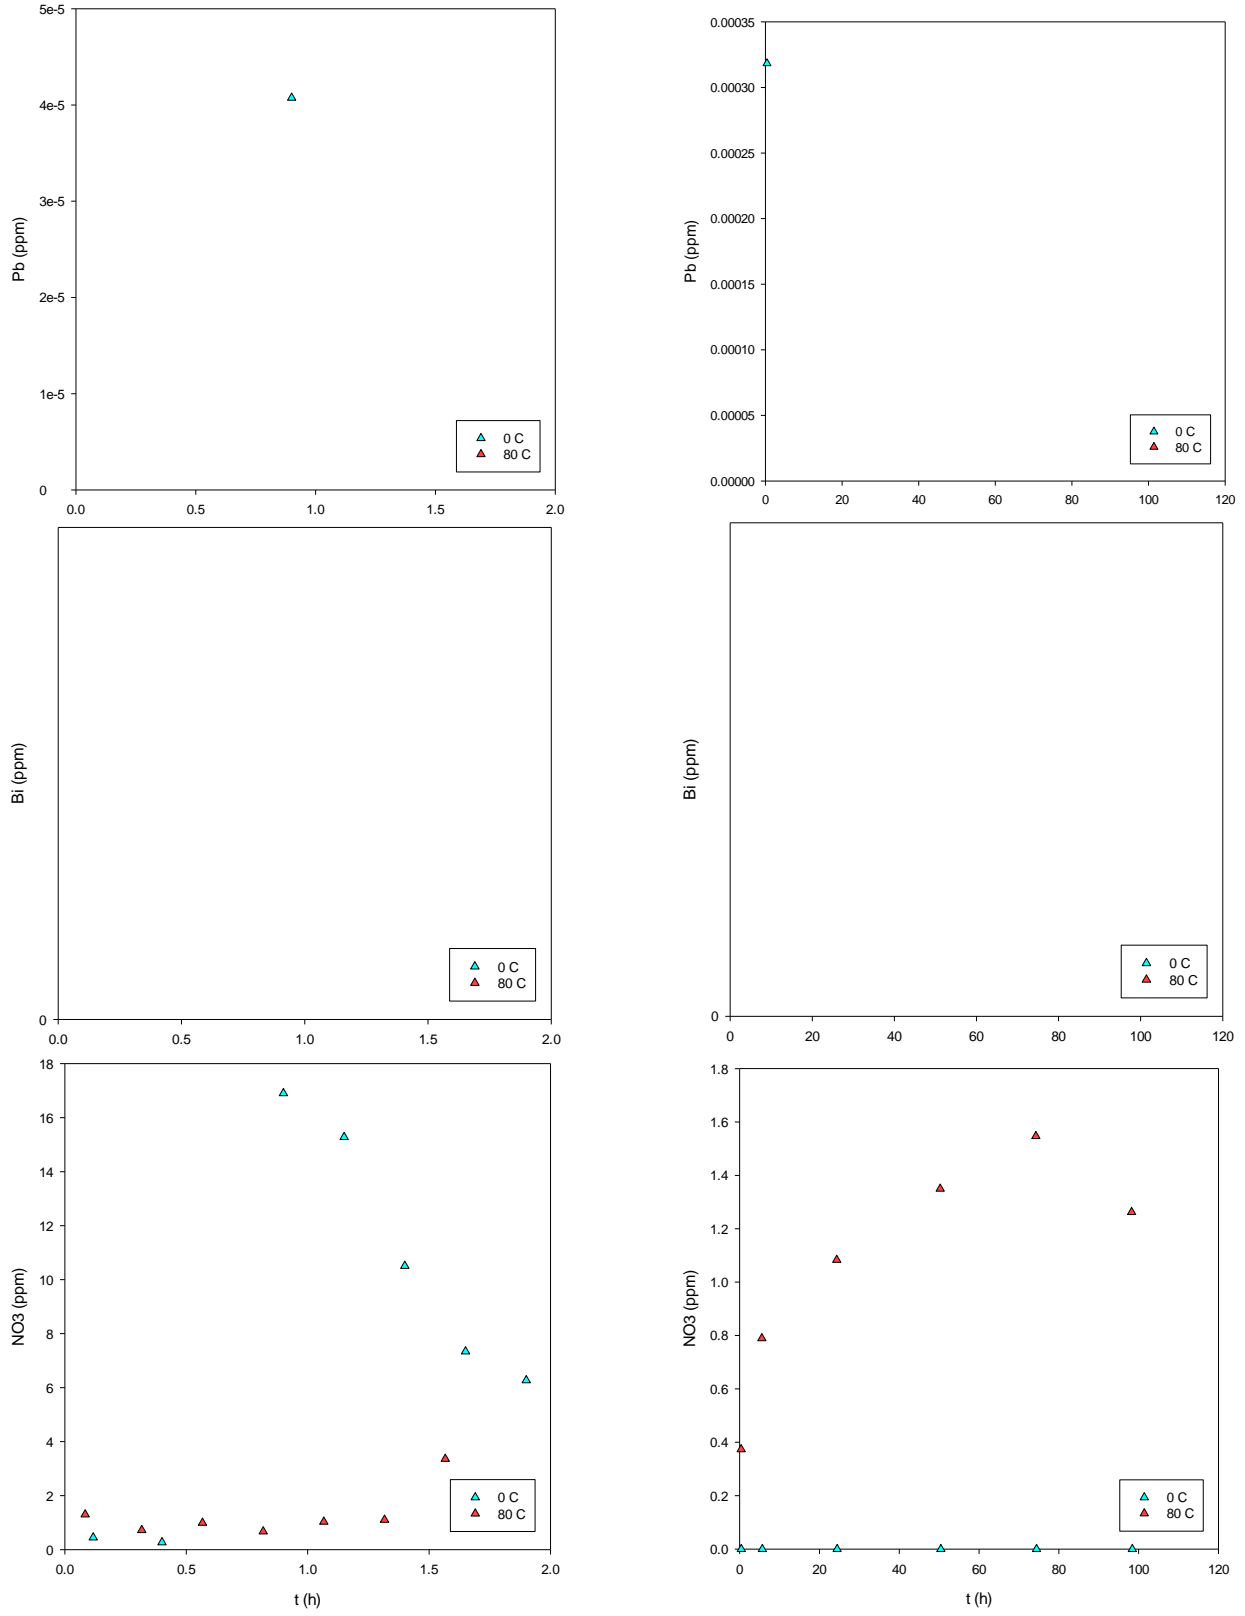 5e-5
4e-5
3e-5
2e-5
1e-5
0
Pb (ppm)
0 C
80 C
0.0 0.5 1.0 1.5 2.0
0.00035
0.00030
0.00025
0.00020
0.00015
0.00010
0.00005
0.00000
Pb (ppm)
0 C
80 C
0 20 40 60 80 100 120
Bi (ppm)
0 C
80 C
0
0.0 0.5 1.0 1.5 2.0
Bi (ppm)
0 C
80 C
0
0 20 40 60 80 100 120
18
16
14
12
10
8
6
4
2
0
NO3 (ppm)
0 C
80 C
0.0 0.5 1.0 1.5 2.0
t (h)
1.8
1.6
1.4
1.2
1.0
0.8
0.6
0.4
0.2
0.0
NO3 (ppm)
0 C
80 C
0 20 40 60 80 100 120
t (h)